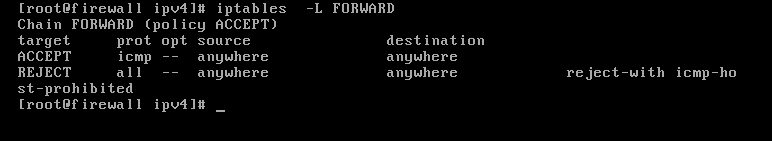 [root@firewall ipv4]# iptables  -L FORWARD
Chain FORWARD (policy ACCEPT)
target     prot opt source               destination
ACCEPT     icmp --  anywhere             anywhere
REJECT     all  --  anywhere             anywhere            reject-with icmp-ho
st-prohibited
[root@firewall ipv4]# _